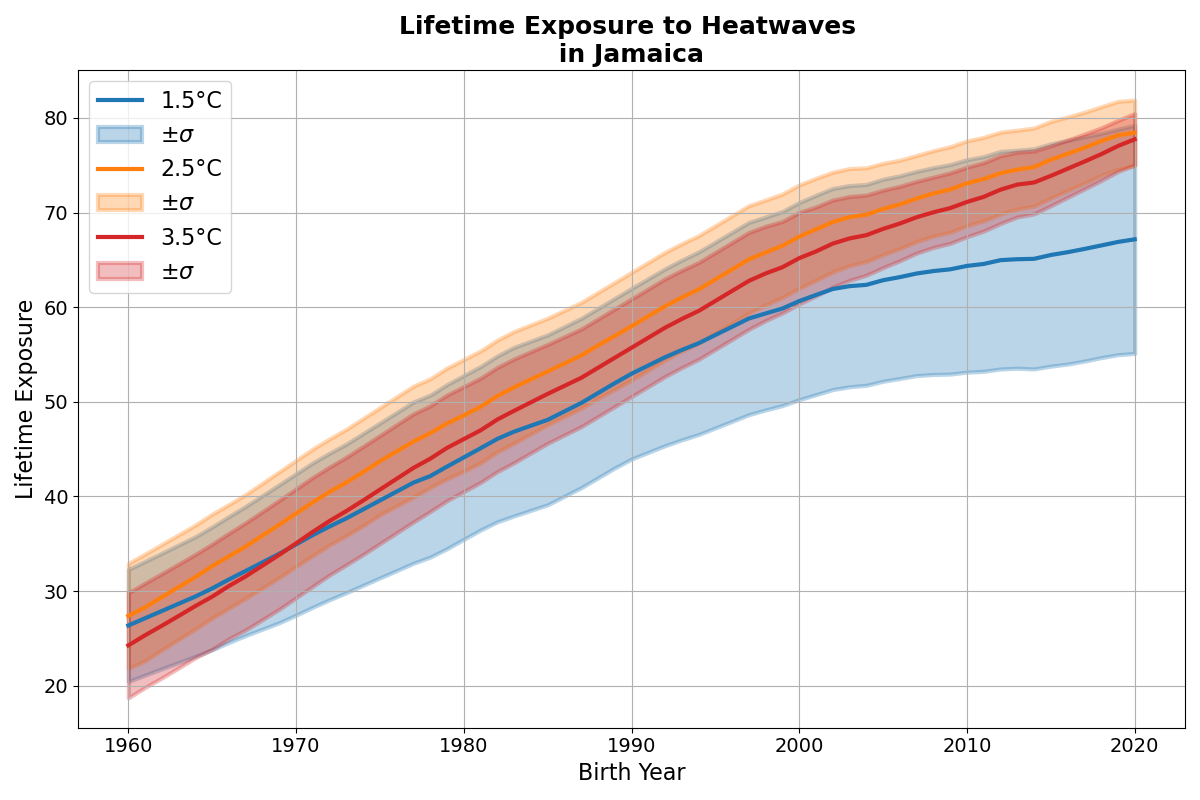 Lifetime Exposure to Heatwaves
in Jamaica
1.5°C
±σ
2.5°C
±σ
3.5°C
±σ
Lifetime Exposure
80
70
60
50
40
30
20
1960 1970 1980 1990 2000 2010 2020
Birth Year